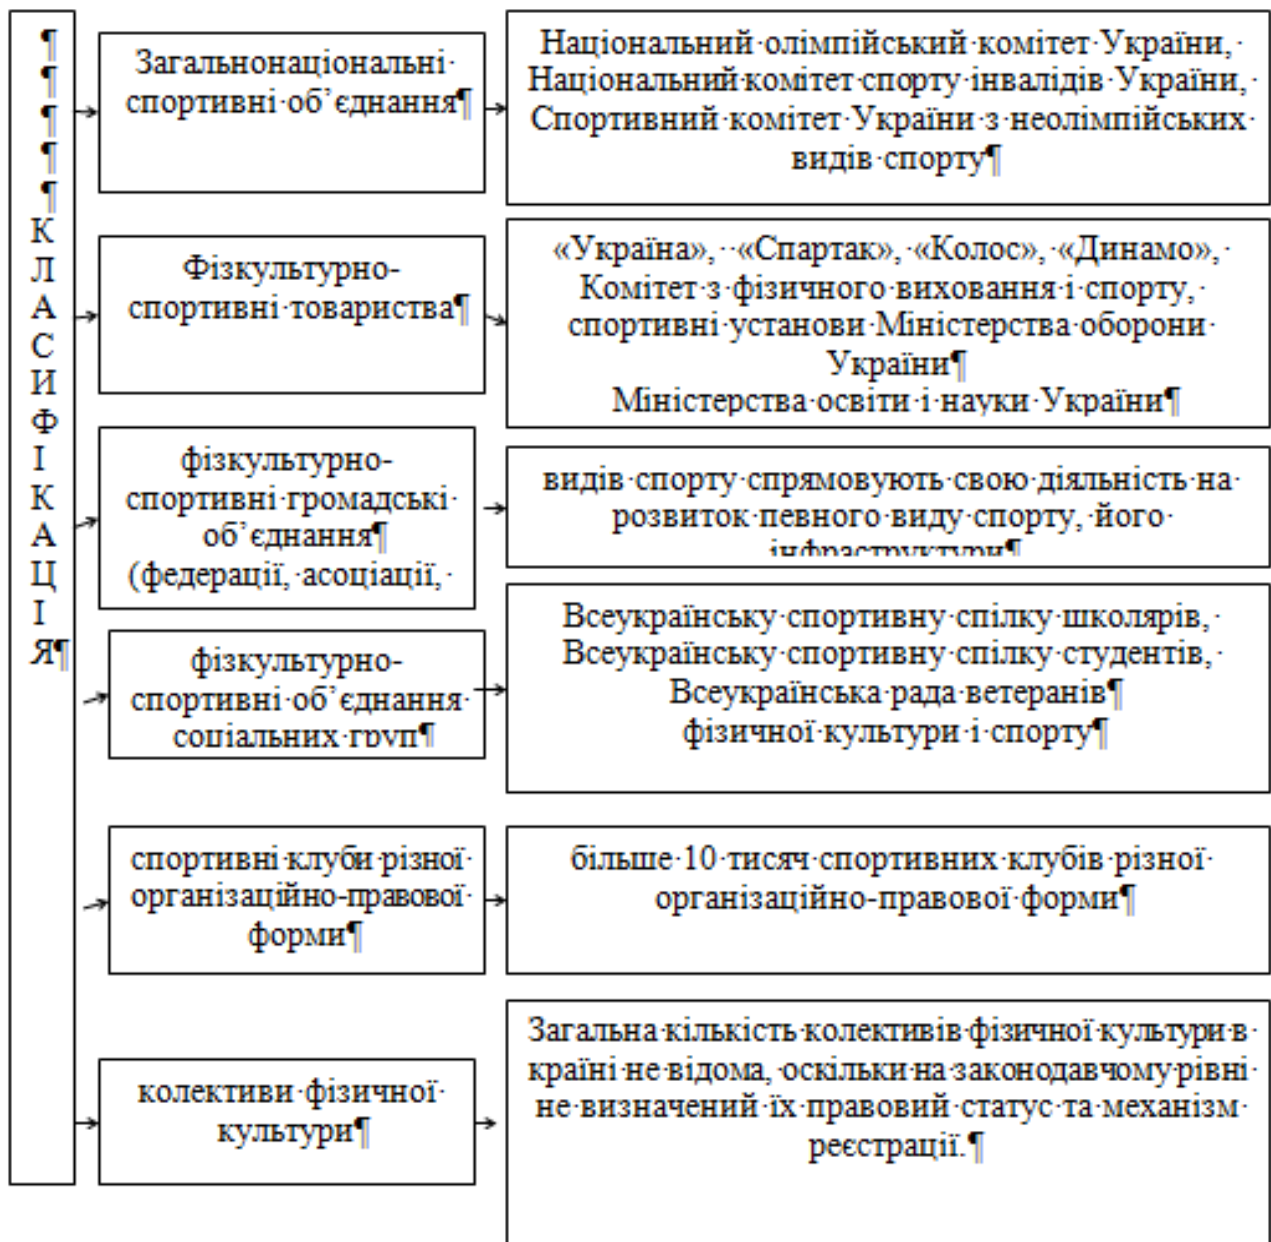 КЛАСИФІКАЦІЯ
Загальнонаціональні
спортивні об’єднання
Національний олімпійський комітет України,
Національний комітет спорту інвалідів України,
Спортивний комітет України з неолімпійських
видів спорту
Фізкультурно-
спортивні товариства
«Україна», «Спартак», «Колос», «Динамо»,
Комітет з фізичного виховання і спорту,
спортивні установи Міністерства оборони
України
Міністерства освіти і науки України
фізкультурно-
спортивні громадські
об’єднання
(федерації, асоціації,
видів спорту спрямовують свою діяльність на
розвиток певного виду спорту, його
інфраструктури
фізкультурно-
спортивні об’єднання
соціальних груп
Всеукраїнську спортивну спілку школярів,
Всеукраїнську спортивну спілку студентів,
Всеукраїнська рада ветеранів
фізичної культури і спорту
спортивні клуби різної
організаційно-правової
форми
більше 10 тисяч спортивних клубів різної
організаційно-правової форми
колективи фізичної
культури
Загальна кількість колективів фізичної культури в
країні не відома, оскільки на законодавчому рівні
не визначений їх правовий статус та механізм
реєстрації.